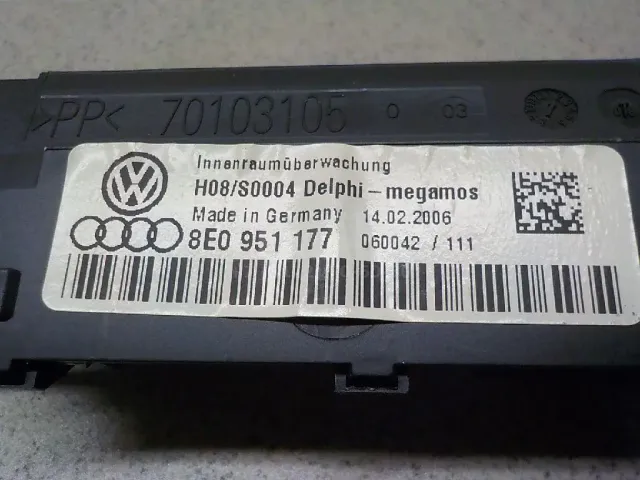 >PP< 70103105 0 03
Innenraumüberwachung
H08/S0004 Delphi-megamos
Made in Germany 14.02.2006
8E0 951 177 060042 / 111